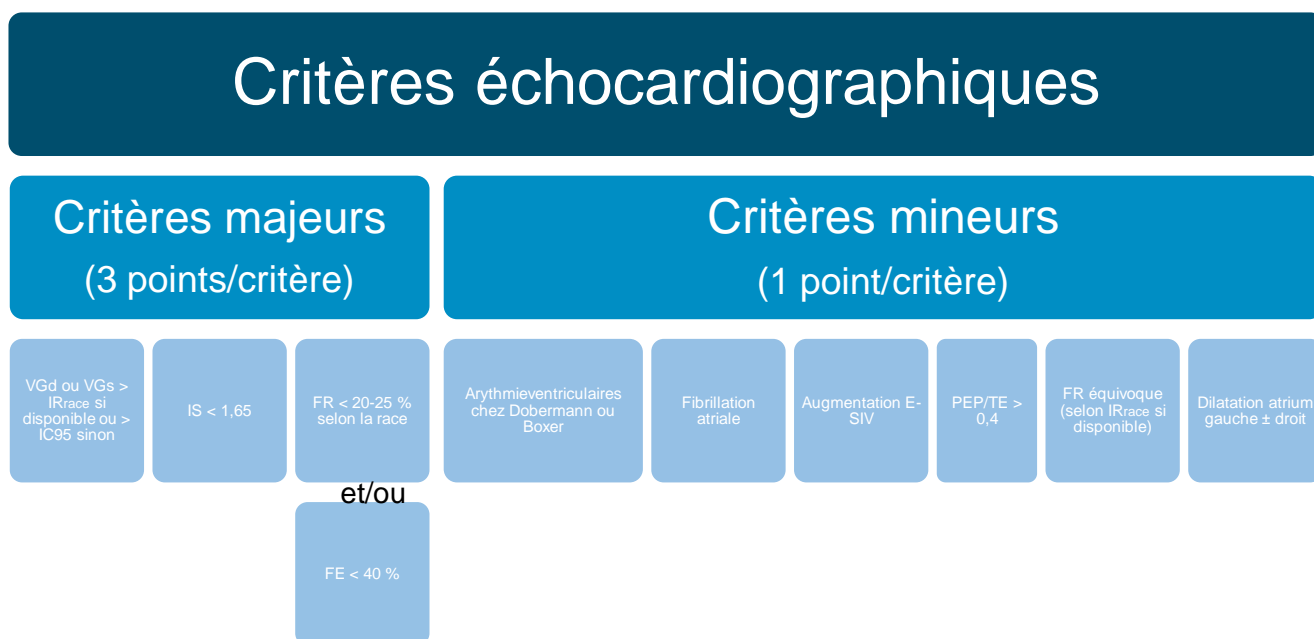 Critères échocardiographiques
Critères majeurs
(3 points/critère)
Critères mineurs
(1 point/critère)
VGd ou VGs >
IRrace si
disponible ou >
IC95 sinon
IS < 1,65
FR < 20-25 %
selon la race
et/ou
FE < 40 %
Arythmieventriculaires
chez Dobermann ou
Boxer
Fibrillation
atriale
Augmentation E-
SIV
PEP/TE >
0,4
FR équivoque
(selon IRrace si
disponible)
Dilatation atrium
gauche ± droit